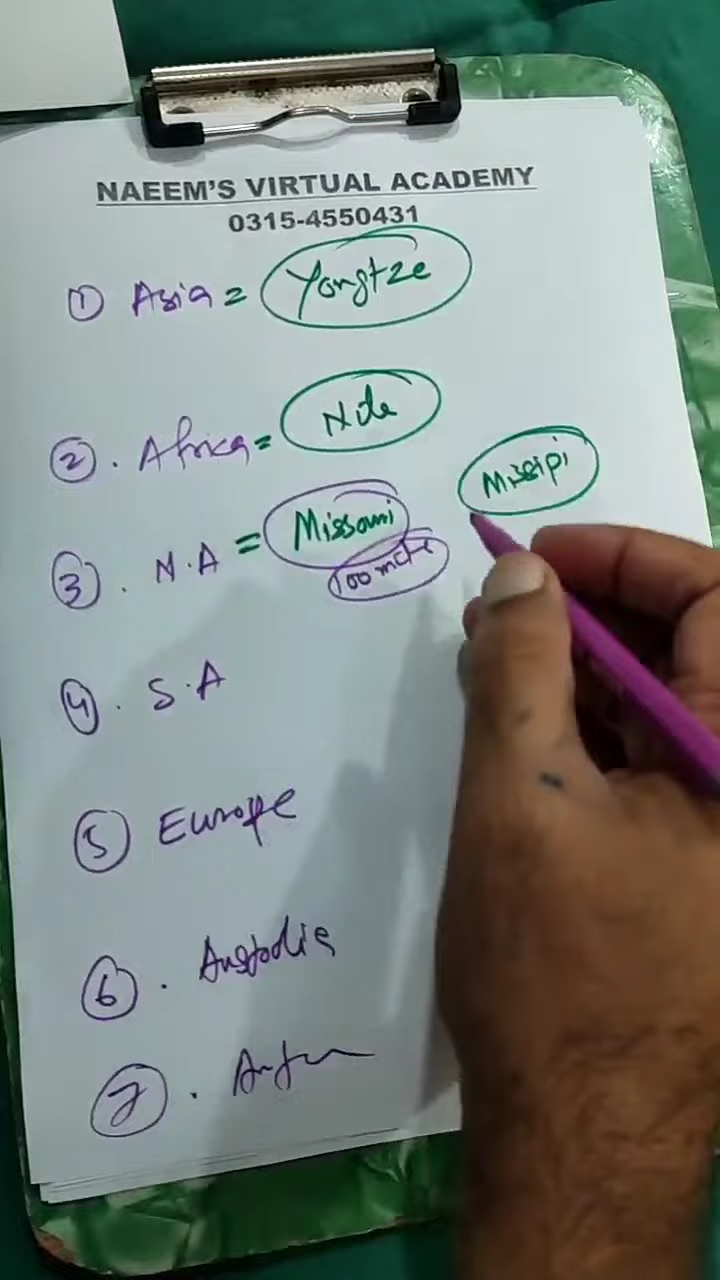 NAEEM'S VIRTUAL ACADEMY
0315-4550431
① Asia = Yangtze
②. Africa = Nile
Missipi
③. N.A = Missouri
④. S.A
⑤ Europe
⑥. Australia
⑦.